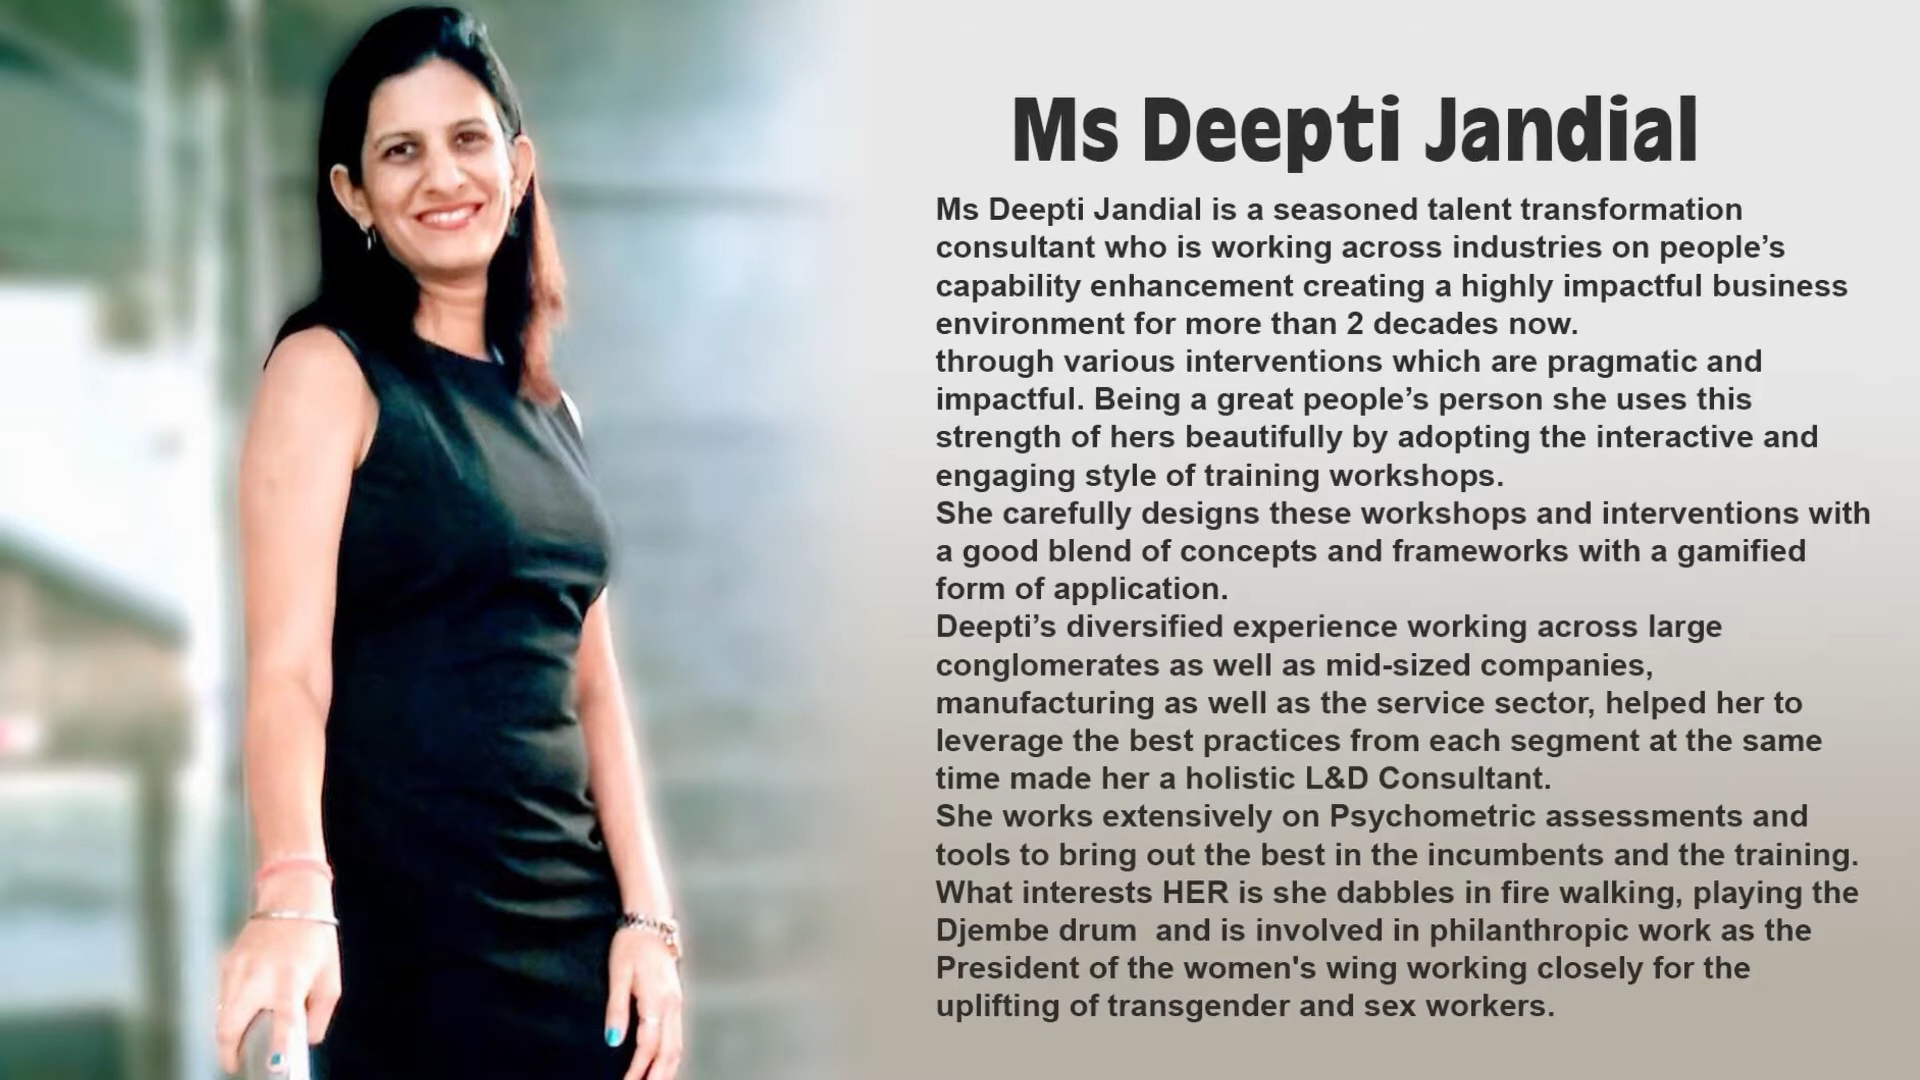 Ms Deepti Jandial
Ms Deepti Jandial is a seasoned talent transformation
consultant who is working across industries on people’s
capability enhancement creating a highly impactful business
environment for more than 2 decades now.
through various interventions which are pragmatic and
impactful. Being a great people’s person she uses this
strength of hers beautifully by adopting the interactive and
engaging style of training workshops.
She carefully designs these workshops and interventions with
a good blend of concepts and frameworks with a gamified
form of application.
Deepti’s diversified experience working across large
conglomerates as well as mid-sized companies,
manufacturing as well as the service sector, helped her to
leverage the best practices from each segment at the same
time made her a holistic L&D Consultant.
She works extensively on Psychometric assessments and
tools to bring out the best in the incumbents and the training.
What interests HER is she dabbles in fire walking, playing the
Djembe drum  and is involved in philanthropic work as the
President of the women's wing working closely for the
uplifting of transgender and sex workers.